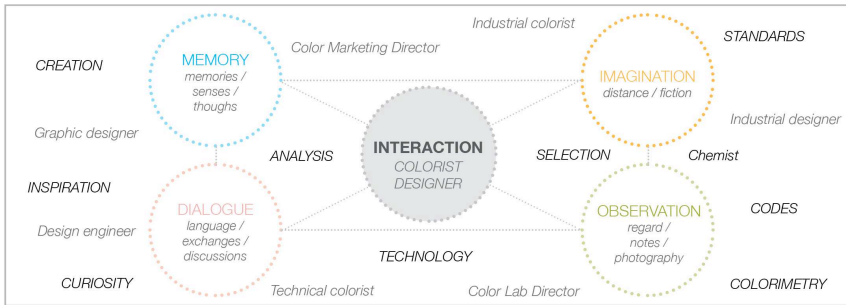 Industrial colorist
STANDARDS
Color Marketing Director
CREATION
MEMORY
memories /
senses /
thoughs
IMAGINATION
distance / fiction
Graphic designer
Industrial designer
ANALYSIS
INTERACTION
COLORIST
DESIGNER
SELECTION
Chemist
INSPIRATION
DIALOGUE
language /
exchanges /
discussions
OBSERVATION
regard /
notes /
photography
CODES
Design engineer
TECHNOLOGY
CURIOSITY
Technical colorist
Color Lab Director
COLORIMETRY